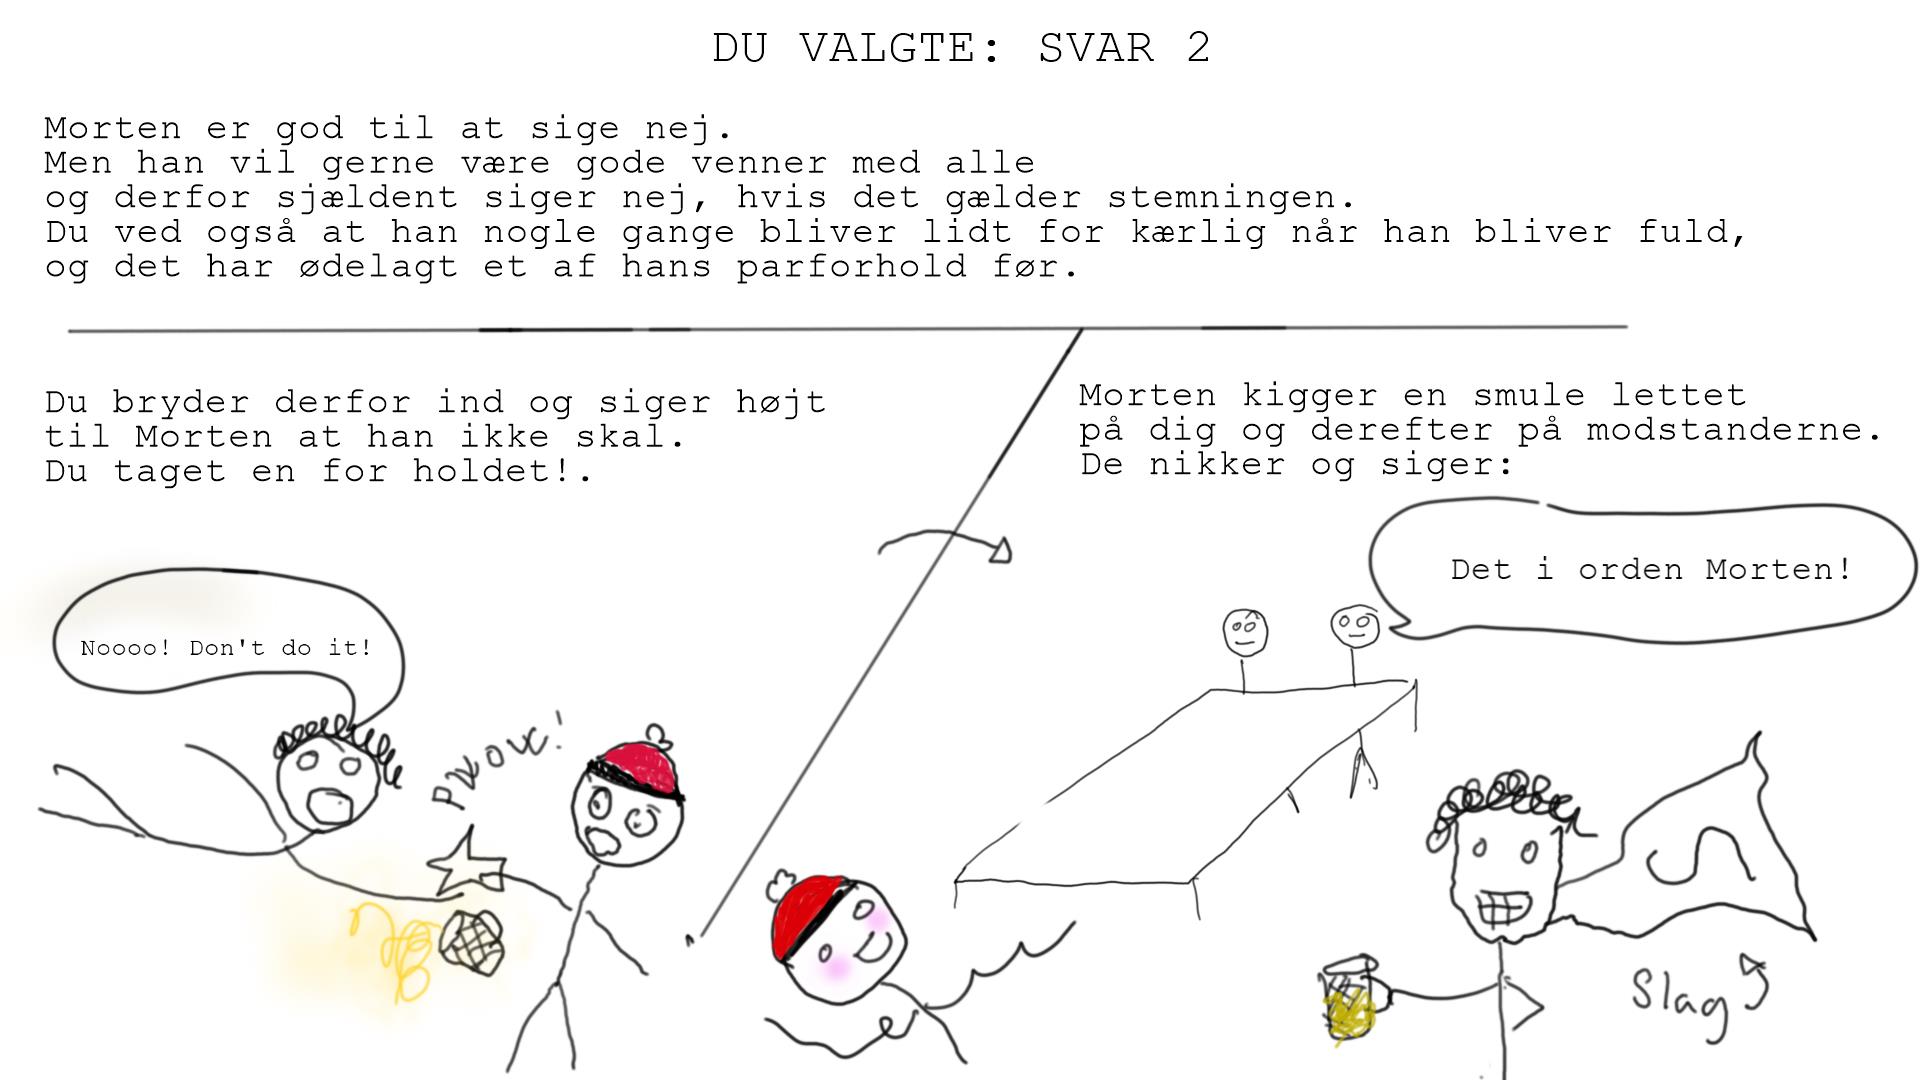 DU VALGTE: SVAR 2
Morten er god til at sige nej.
Men han vil gerne være gode venner med alle
og derfor sjældent siger nej, hvis det gælder stemningen.
Du ved også at han nogle gange bliver lidt for kærlig når han bliver fuld,
og det har ødelagt et af hans parforhold før.
Du bryder derfor ind og siger højt
til Morten at han ikke skal.
Du taget en for holdet!.
Noooo! Don't do it!
Morten kigger en smule lettet
på dig og derefter på modstanderne.
De nikker og siger:
Det i orden Morten!
Slag